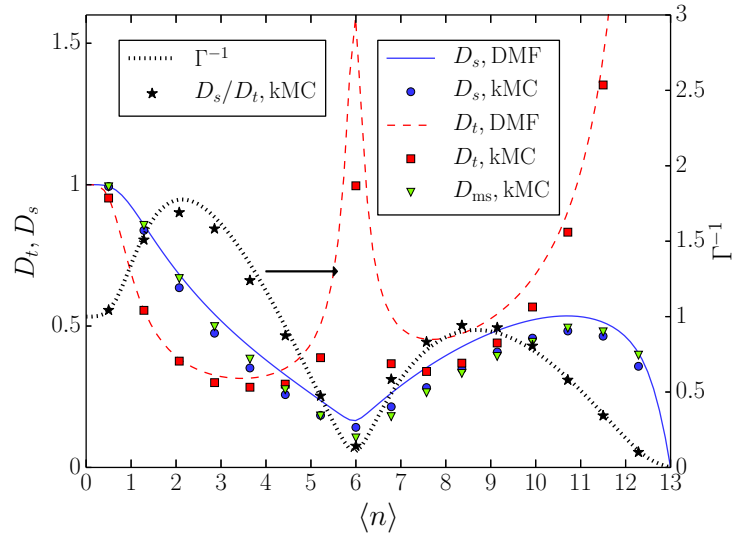 Γ⁻¹
D_s/D_t, kMC
D_s, DMF
D_s, kMC
D_t, DMF
D_t, kMC
D_ms, kMC
1.5
1
0.5
0
D_t, D_s
3
2.5
2
1.5
1
0.5
0
Γ⁻¹
0 1 2 3 4 5 6 7 8 9 10 11 12 13
⟨n⟩